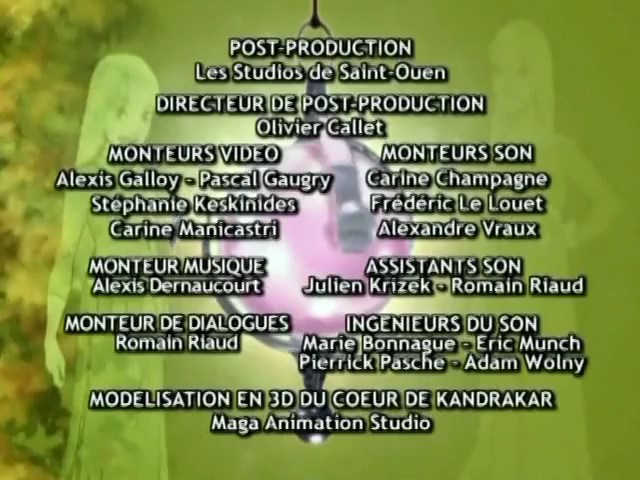 POST-PRODUCTION
Les Studios de Saint-Ouen
DIRECTEUR DE POST-PRODUCTION
Olivier Callet
MONTEURS VIDEO
Alexis Galloy - Pascal Gaugry
Stéphanie Keskinides
Carine Manicastri
MONTEURS SON
Carine Champagne
Frédéric Le Louet
Alexandre Vraux
MONTEUR MUSIQUE
Alexis Dernaucourt
ASSISTANTS SON
Julien Krizek - Romain Riaud
MONTEUR DE DIALOGUES
Romain Riaud
INGENIEURS DU SON
Marie Bonnague - Eric Munch
Pierrick Pasche - Adam Wolny
MODELISATION EN 3D DU COEUR DE KANDRAKAR
Maga Animation Studio